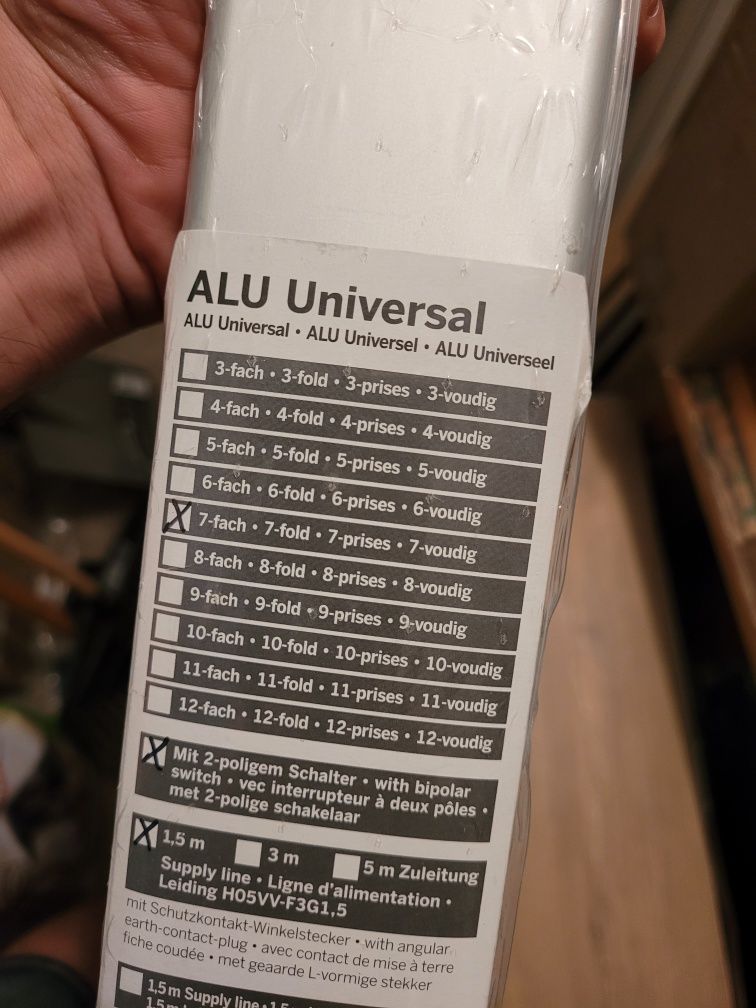 ALU Universal
ALU Universal • ALU Universel • ALU Universeel
3-fach • 3-fold • 3-prises • 3-voudig
4-fach • 4-fold • 4-prises • 4-voudig
5-fach • 5-fold • 5-prises • 5-voudig
6-fach • 6-fold • 6-prises • 6-voudig
X 7-fach • 7-fold • 7-prises • 7-voudig
8-fach • 8-fold • 8-prises • 8-voudig
9-fach • 9-fold • 9-prises • 9-voudig
10-fach • 10-fold • 10-prises • 10-voudig
11-fach • 11-fold • 11-prises • 11-voudig
12-fach • 12-fold • 12-prises • 12-voudig
X Mit 2-poligem Schalter • with bipolar
switch • vec interrupteur à deux pôles •
met 2-polige schakelaar
X 1,5 m 3 m 5 m Zuleitung
Supply line • Ligne d'alimentation •
Leiding H05VV-F3G1,5
mit Schutzkontakt-Winkelstecker • with angular
earth-contact-plug • avec contact de mise à terre
fiche coudée • met geaarde L-vormige stekker
1,5 m Supply line •